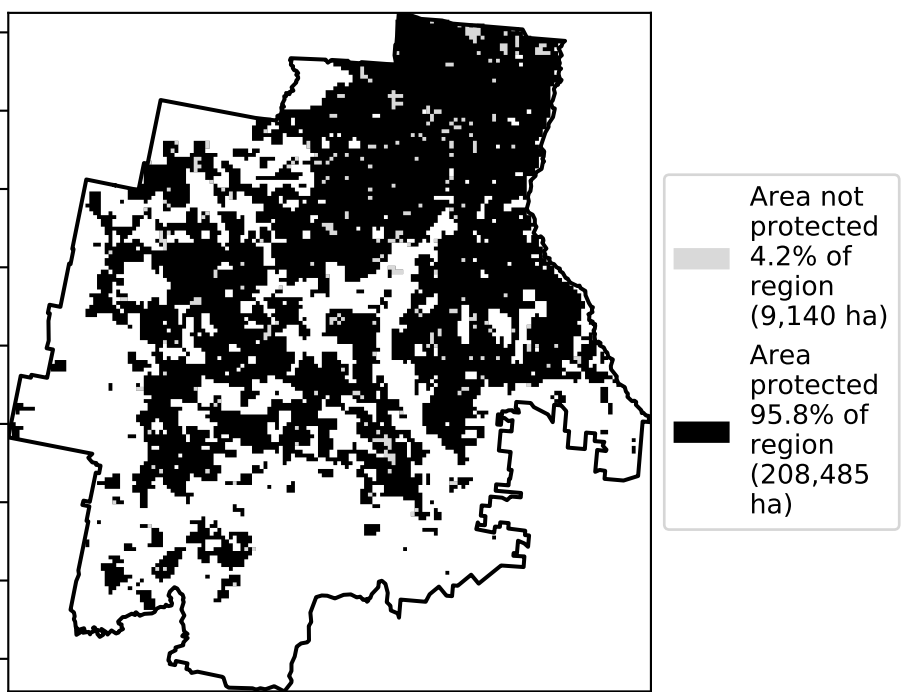 Area not
protected
4.2% of
region
(9,140 ha)
Area
protected
95.8% of
region
(208,485
ha)